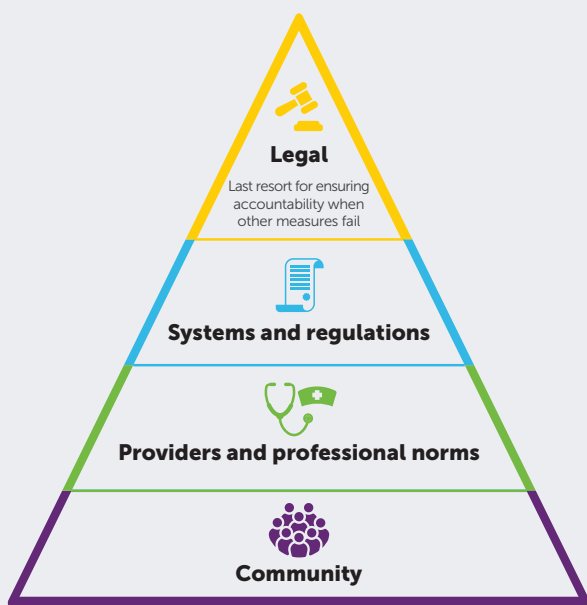 Legal
Last resort for ensuring
accountability when
other measures fail
Systems and regulations
Providers and professional norms
Community